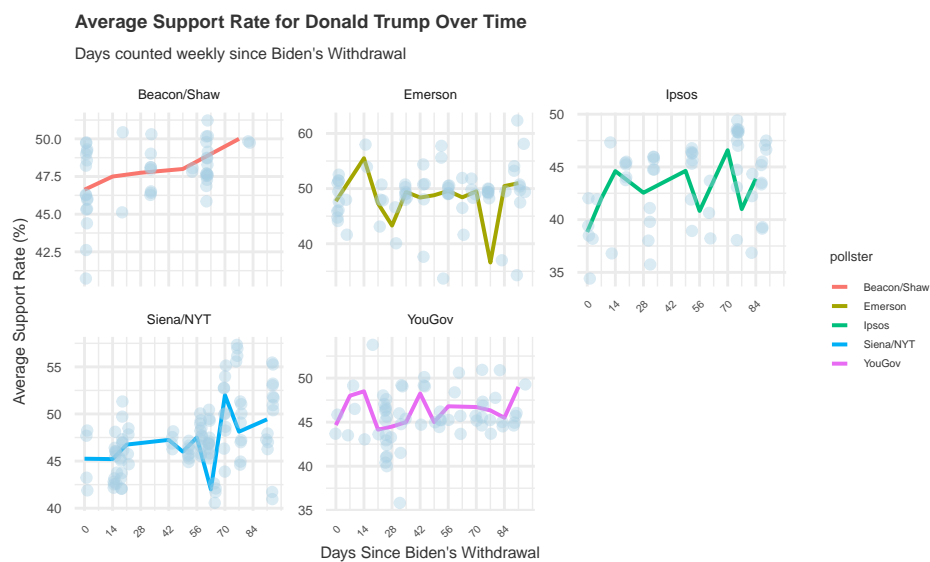 Average Support Rate for Donald Trump Over Time
Days counted weekly since Biden's Withdrawal
Beacon/Shaw
Emerson
Ipsos
50.0
47.5
45.0
42.5
60
50
40
50
45
40
35
0 14 28 42 56 70 84
Siena/NYT
YouGov
55
50
45
40
50
45
40
35
0 14 28 42 56 70 84
0 14 28 42 56 70 84
Average Support Rate (%)
Days Since Biden's Withdrawal
pollster
Beacon/Shaw
Emerson
Ipsos
Siena/NYT
YouGov